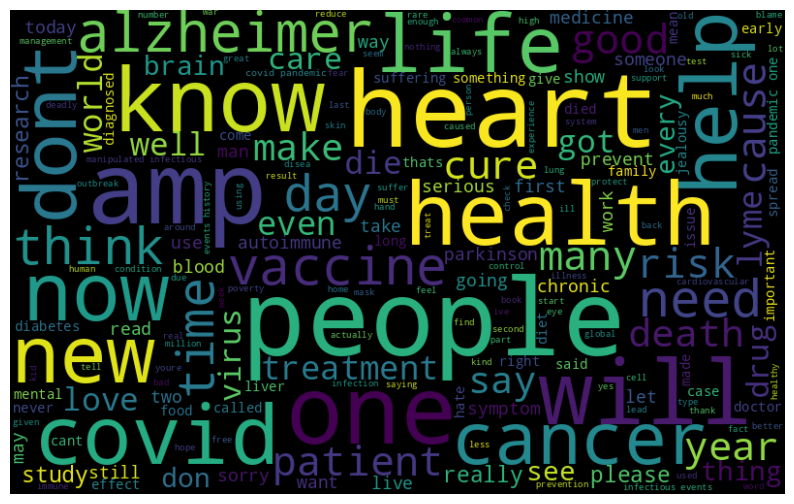 number
war
reduce
common
old
blame
rare
enough
nothing
always
high
management
seem
great
medicine
mean
early
today
alzheimer
life
good
way
someone
brain
care
covid pandemic
fear
look
sick
lot
suffering
something
give
show
support
test
deadly
last
person
system
much
dont
world
diagnosed
know
heart
help
cause
research
skin
body
died
got
every
jealousy
pandemic one
well
come
caused
men
experience
manipulated infectious
man
make
die
thats
cure
prevent
family
spread
outbreak
result
disea
suffer
lung
serious
first
work
using
hand
check
protect
amp
day
must
treat
health
lyme
issue
around
events history
even
take
ill
back
think
use
autoimmune
long
parkinson
many
risk
important
human
condition
blood
vaccine
going
control
illness
chronic
cardiovascular
due
poverty
home
mask
feel
book
start
need
drug
now
diabetes
read
time
virus
people
ive
eye
diet
second
part
global
death
healthy
new
real
million
actually
find
right
said
made
tell
youre
treatment
kind
yes
cell
case
mental
liver
infection
saying
say
will
type
doctor
kid
bad
love
two
one
hate
let
lead
thank
never
food
called
symptom
fact
better
given
cant
hope
free
less
may
covid
patient
cancer
year
study
still
don
sorry
really
see
please
thing
immune
effect
want
live
prevention
infectious events
used
word